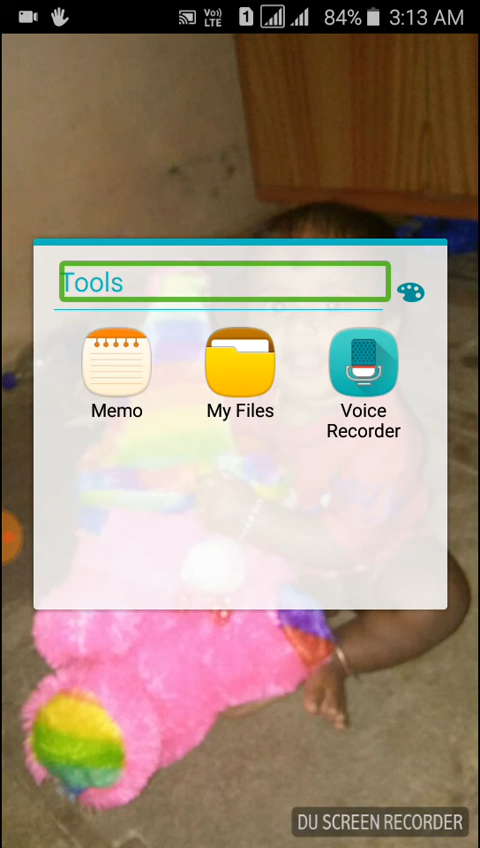 Vo))
LTE
1
84%
3:13 AM
Tools
Memo
My Files
Voice
Recorder
DU SCREEN RECORDER